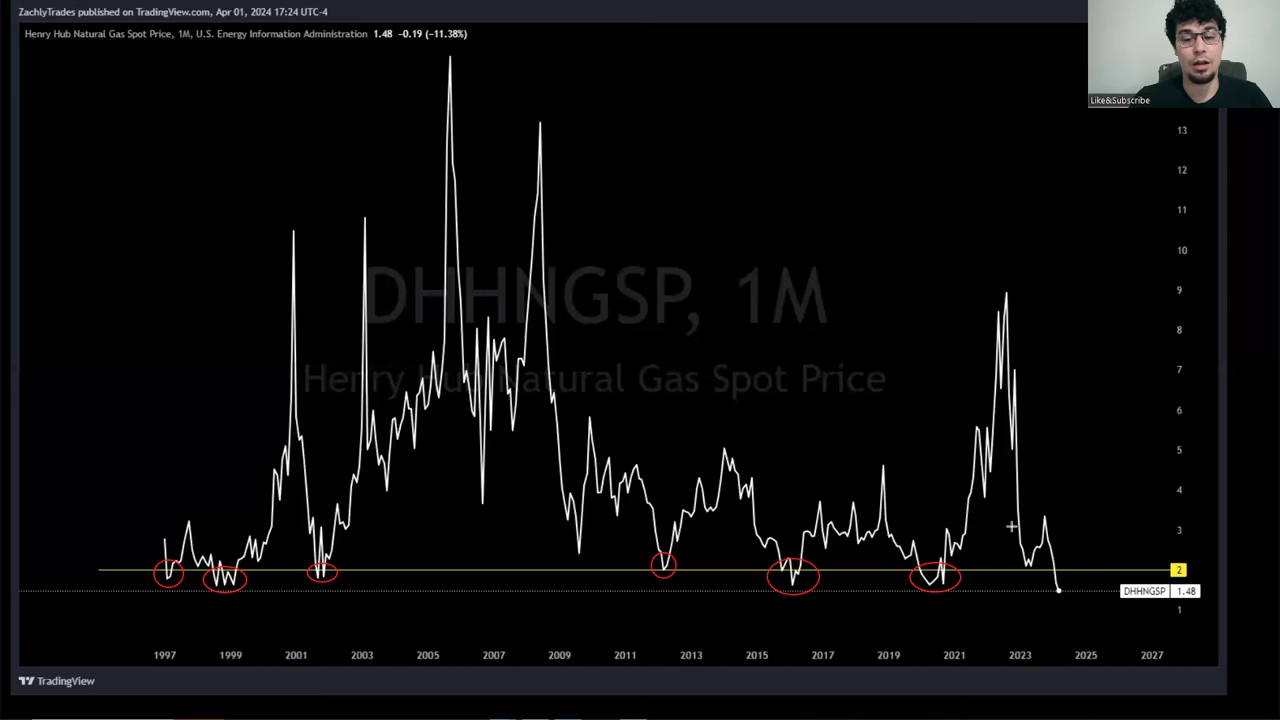 ZachlyTrades published on TradingView.com, Apr 01, 2024 17:24 UTC-4
Henry Hub Natural Gas Spot Price, 1M, U.S. Energy Information Administration 1.48 −0.19 (−11.38%)
Like&Subscribe
DHHNGSP, 1M
Henry Hub Natural Gas Spot Price
13
12
11
10
9
8
7
6
5
4
3
2
DHHNGSP 1.48
1
1997 1999 2001 2003 2005 2007 2009 2011 2013 2015 2017 2019 2021 2023 2025 2027
TradingView